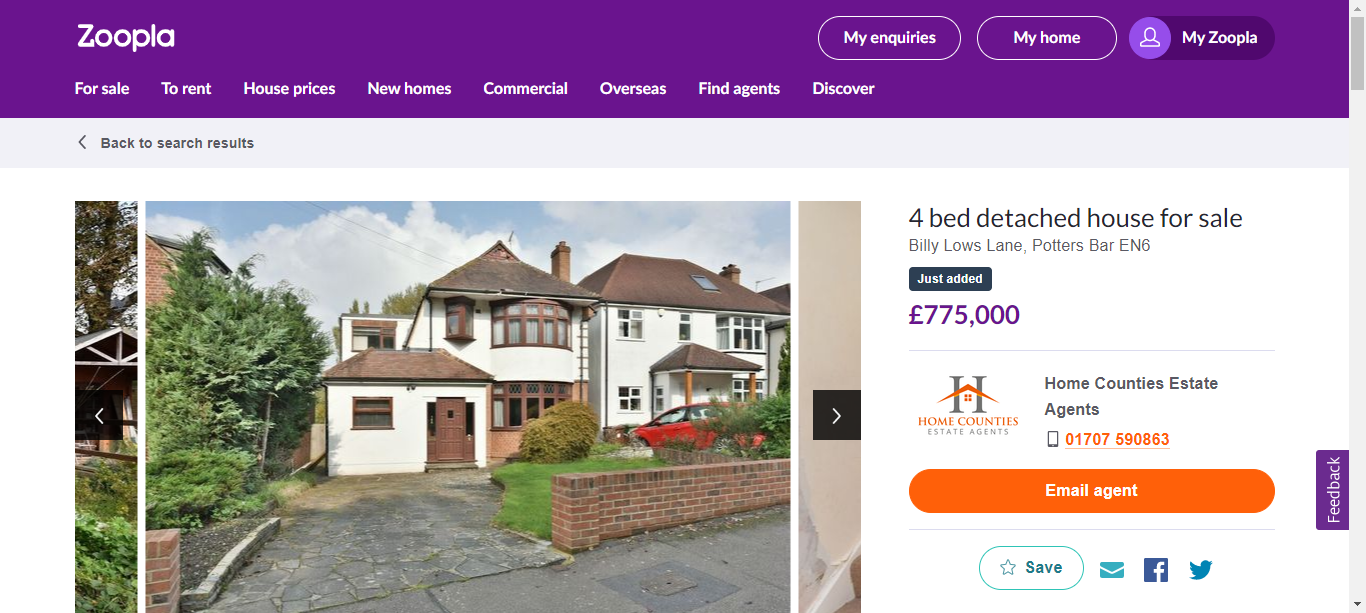 Zoopla
My enquiries
My home
My Zoopla
For sale
To rent
House prices
New homes
Commercial
Overseas
Find agents
Discover
Back to search results
4 bed detached house for sale
Billy Lows Lane, Potters Bar EN6
Just added
£775,000
H
HOME COUNTIES
ESTATE AGENTS
Home Counties Estate
Agents
01707 590863
Email agent
Save
Feedback